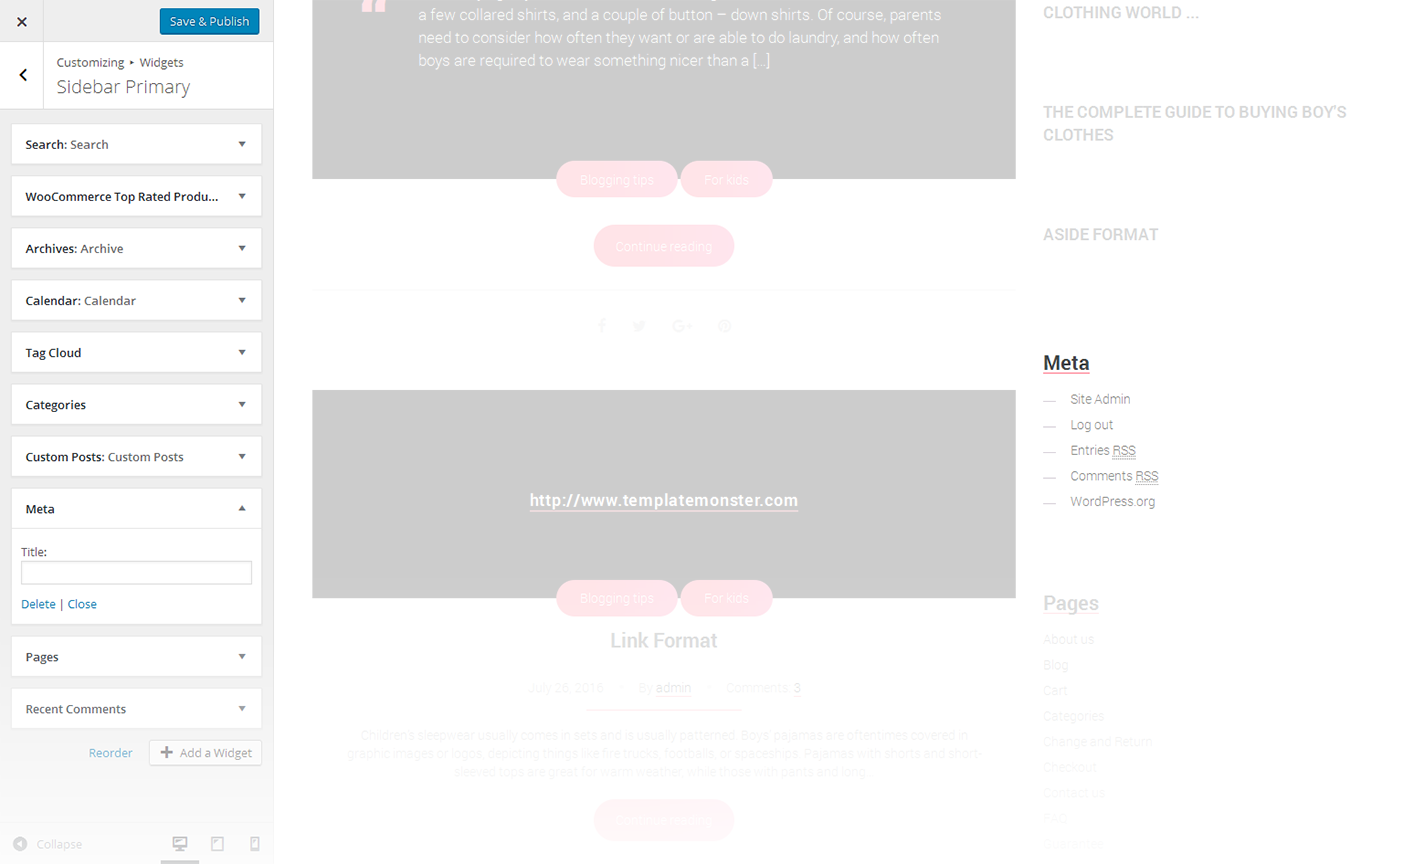 Save & Publish
Customizing ▸ Widgets
Sidebar Primary
Search: Search
WooCommerce Top Rated Produ...
Archives: Archive
Calendar: Calendar
Tag Cloud
Categories
Custom Posts: Custom Posts
Meta
Title:
Delete | Close
Pages
Recent Comments
Reorder
Add a Widget
Collapse
a few collared shirts, and a couple of button – down shirts. Of course, parents
need to consider how often they want or are able to do laundry, and how often
boys are required to wear something nicer than a [...]
Blogging tips
For kids
Continue reading
http://www.templatemonster.com
Blogging tips
For kids
Link Format
July 26, 2016
By admin
Comments: 3
Children's sleepwear usually comes in sets and is usually patterned. Boys' pajamas are oftentimes covered in
graphic images or logos, depicting things like fire trucks, footballs, or spaceships. Pajamas with shorts and short-
sleeved tops are great for warm weather, while those with pants and long...
Continue reading
CLOTHING WORLD ...
THE COMPLETE GUIDE TO BUYING BOY'S
CLOTHES
ASIDE FORMAT
Meta
Site Admin
Log out
Entries RSS
Comments RSS
WordPress.org
Pages
About us
Blog
Cart
Categories
Change and Return
Checkout
Contact us
FAQ